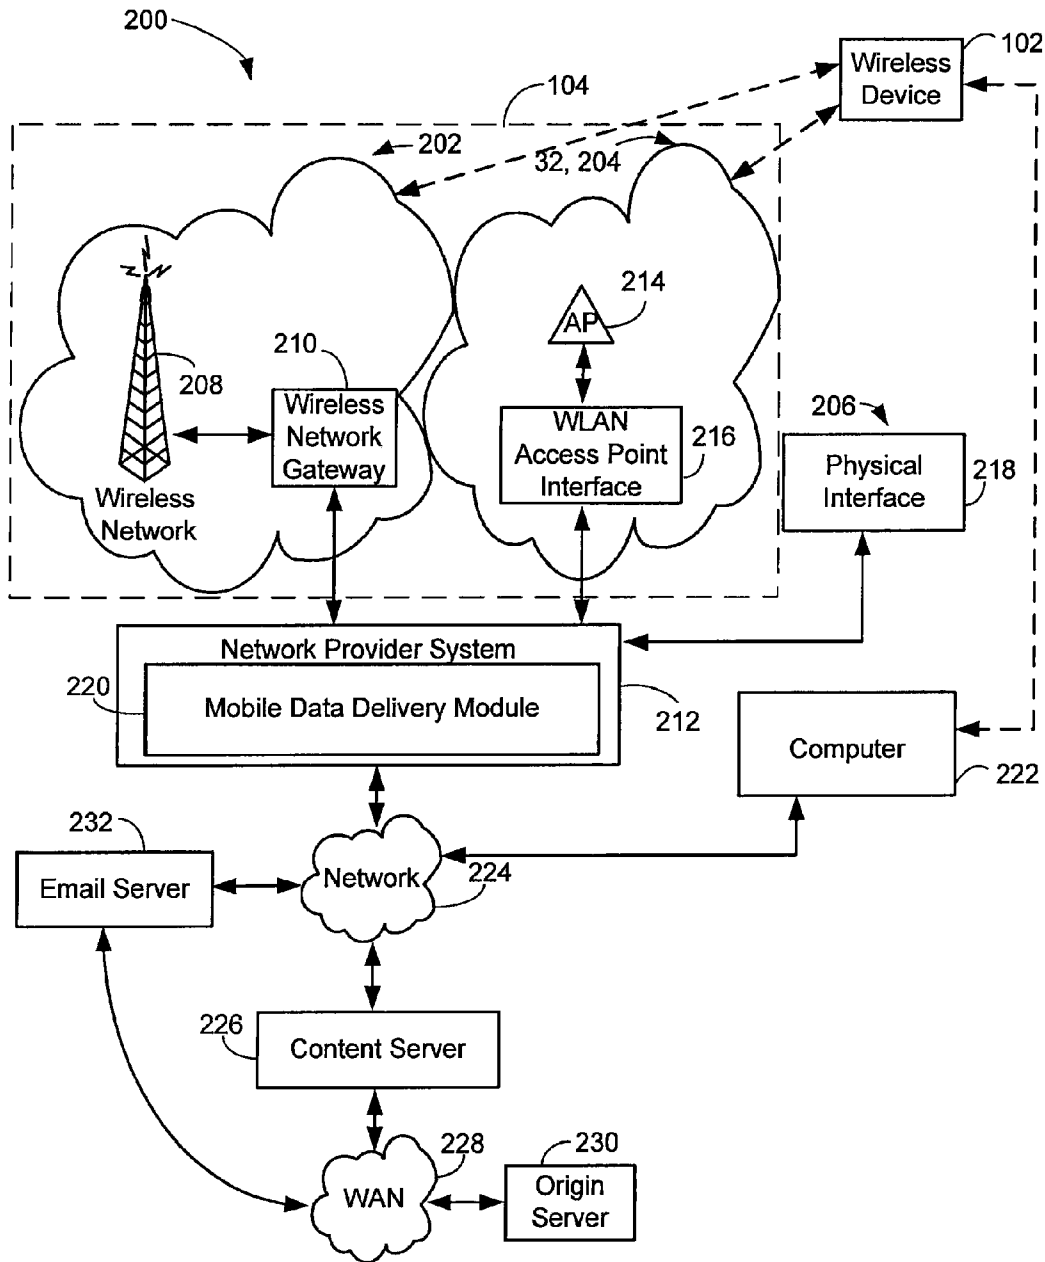 200
102
Wireless
Device
104
202
32, 204
214
AP
210
208
Wireless
Network
Gateway
WLAN
Access Point
Interface
216
206
Physical
Interface
218
Wireless
Network
Network Provider System
220
Mobile Data Delivery Module
212
Computer
222
232
Email Server
Network
224
226
Content Server
228
WAN
230
Origin
Server